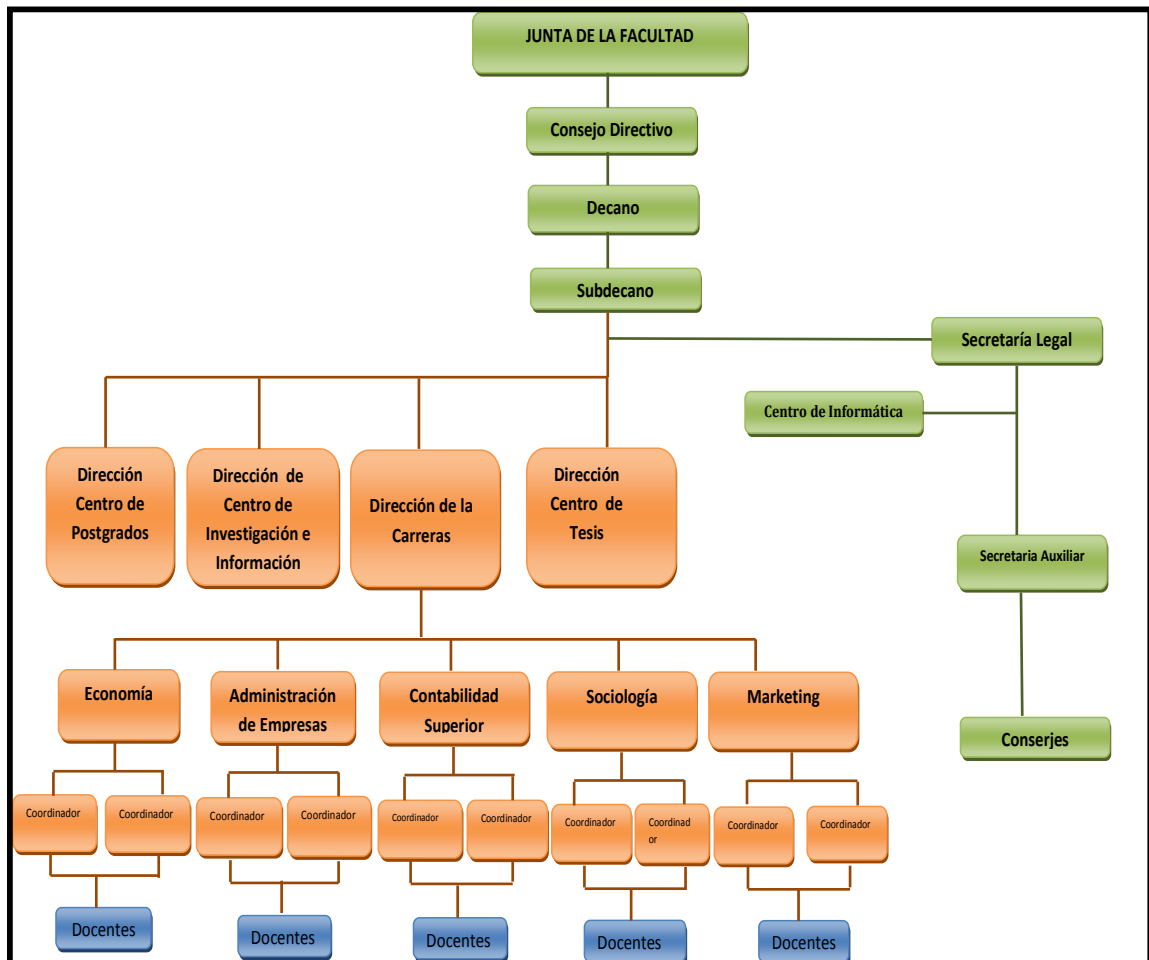 JUNTA DE LA FACULTAD
Consejo Directivo
Decano
Subdecano
Secretaría Legal
Centro de Informática
Dirección
Centro de
Postgrados
Dirección de
Centro de
Investigación e
Información
Dirección de la
Carreras
Dirección
Centro de
Tesis
Secretaria Auxiliar
Economía
Administración
de Empresas
Contabilidad
Superior
Sociología
Marketing
Conserjes
Coordinador
Coordinador
Coordinador
Coordinador
Coordinador
Coordinador
Coordinador
Coordinad
or
Coordinador
Coordinador
Docentes
Docentes
Docentes
Docentes
Docentes